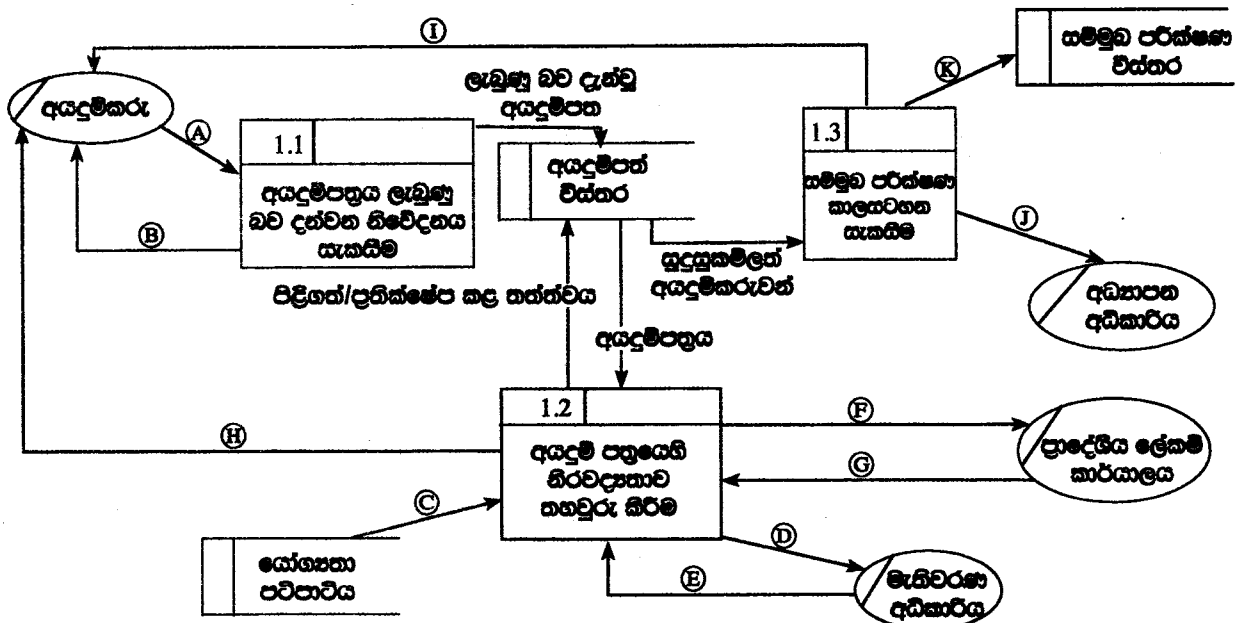 Ⓘ
අයදුම්කරු
Ⓐ
Ⓑ
1.1
අයදුම්පත්‍රය ලැබුණු
බව දන්වන නිවේදනය
සැකසීම
ලැබුණු බව දැන්වූ
අයදුම්පත
අයදුම්පත්
විස්තර
සුදුසුකම්ලත්
අයදුම්කරුවන්
1.3
සම්මුඛ පරීක්ෂණ
කාලසටහන
සැකසීම
Ⓚ
සම්මුඛ පරීක්ෂණ
විස්තර
Ⓙ
අධ්‍යාපන
අධිකාරිය
පිළිගත්/ප්‍රතික්ෂේප කළ තත්ත්වය
අයදුම්පත්‍රය
1.2
අයදුම් පත්‍රයෙහි
නිරවද්‍යතාව
තහවුරු කිරීම
Ⓗ
Ⓕ
Ⓖ
ප්‍රාදේශීය ලේකම්
කාර්යාලය
Ⓒ
යෝග්‍යතා
පටිපාටිය
Ⓓ
Ⓔ
මැතිවරණ
අධිකාරිය